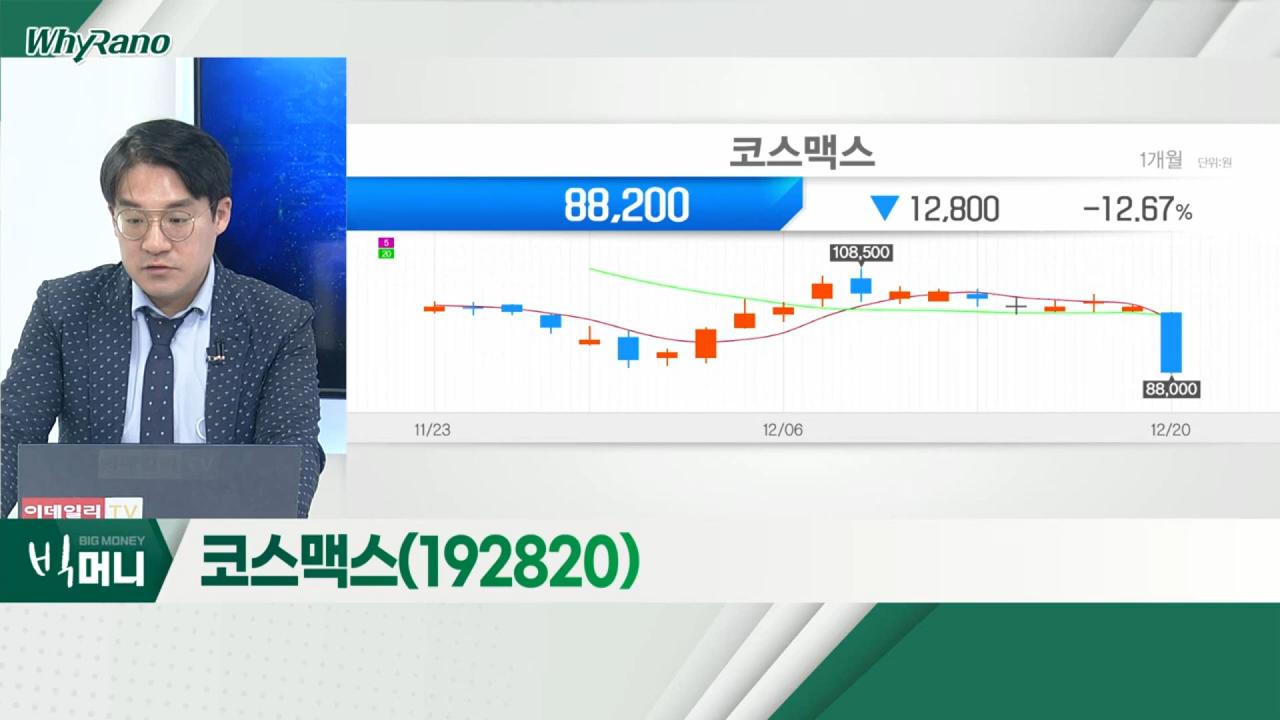 WhyRano
코스맥스
1개월 단위:원
88,200 ▼ 12,800 -12.67%
5
20
108,500
88,000
11/23 12/06 12/20
이데일리 TV
BIG MONEY
빅머니
코스맥스(192820)